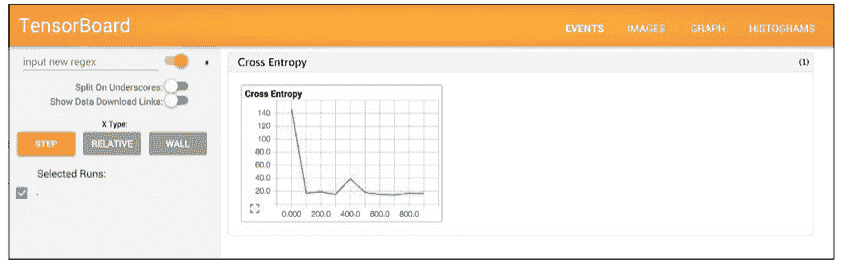 TensorBoard
EVENTS IMAGES GRAPH HISTOGRAMS
input new regex
Split On Underscores:
Show Data Download Links:
X Type:
STEP RELATIVE WALL
Selected Runs:
.
Cross Entropy (1)
Cross Entropy
140
120
100
80.0
60.0
40.0
20.0
0.000 200.0 400.0 600.0 800.0